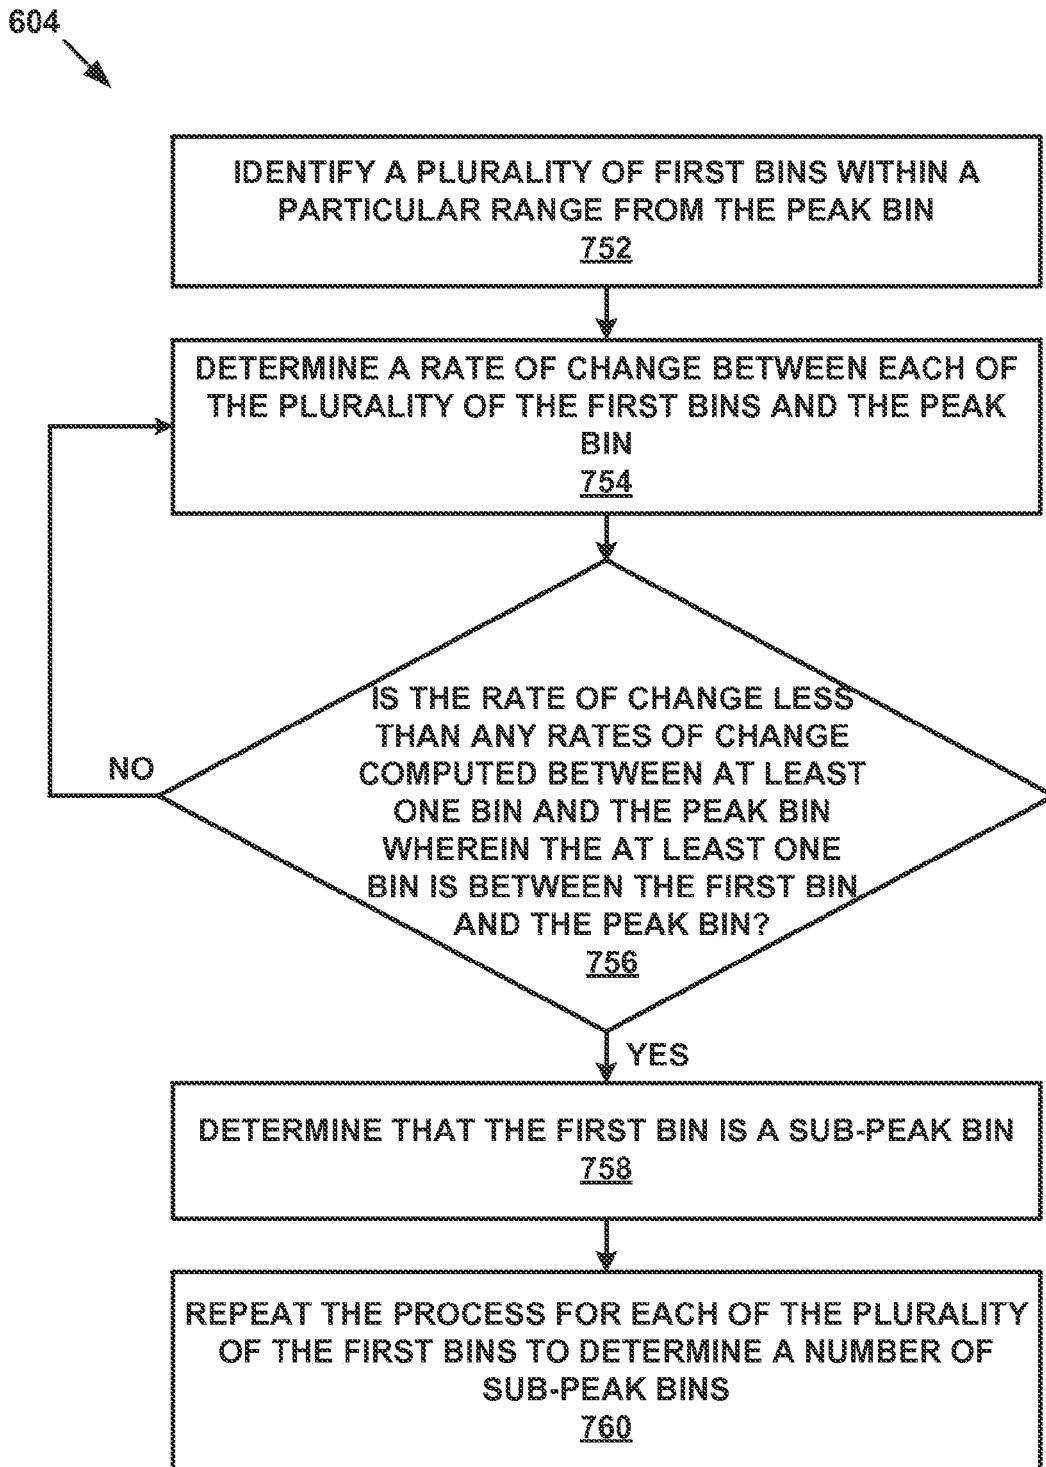 604
IDENTIFY A PLURALITY OF FIRST BINS WITHIN A
PARTICULAR RANGE FROM THE PEAK BIN
752
DETERMINE A RATE OF CHANGE BETWEEN EACH OF
THE PLURALITY OF THE FIRST BINS AND THE PEAK
BIN
754
IS THE RATE OF CHANGE LESS
THAN ANY RATES OF CHANGE
COMPUTED BETWEEN AT LEAST
ONE BIN AND THE PEAK BIN
WHEREIN THE AT LEAST ONE
BIN IS BETWEEN THE FIRST BIN
AND THE PEAK BIN?
756
NO
YES
DETERMINE THAT THE FIRST BIN IS A SUB-PEAK BIN
758
REPEAT THE PROCESS FOR EACH OF THE PLURALITY
OF THE FIRST BINS TO DETERMINE A NUMBER OF
SUB-PEAK BINS
760